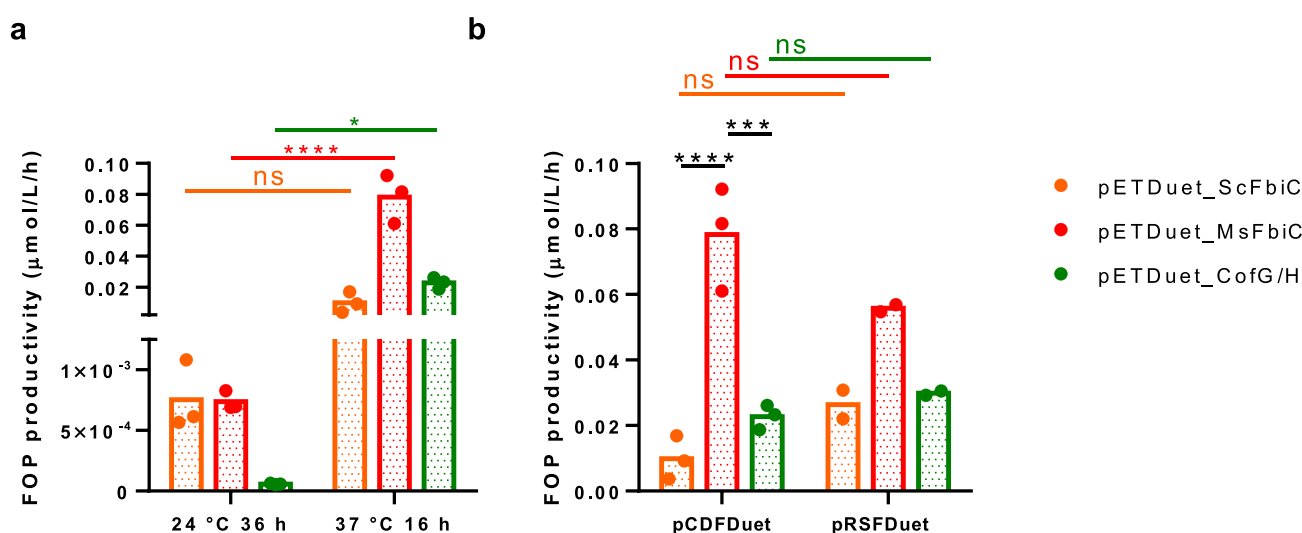 a
FOP productivity (µmol/L/h)
0.10
0.08
0.06
0.04
0.02
1×10⁻³
5×10⁻⁴
0
*
****
ns
24 °C 36 h
37 °C 16 h
b
FOP productivity (µmol/L/h)
0.10
0.08
0.06
0.04
0.02
0.00
ns
ns
ns
***
****
pCDFDuet
pRSFDuet
pETDuet_ScFbiC
pETDuet_MsFbiC
pETDuet_CofG/H